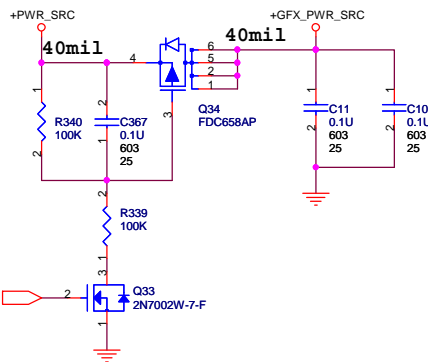 +PWR_SRC
+GFX_PWR_SRC
40mil
40mil
4
6
5
2
1
3
Q34
FDC658AP
1
R340
100K
2
2
C367
0.1U
603
25
1
1
C11
0.1U
603
25
2
1
C10
0.1U
603
25
2
2
R339
100K
1
3
Q33
2N7002W-7-F
2
1